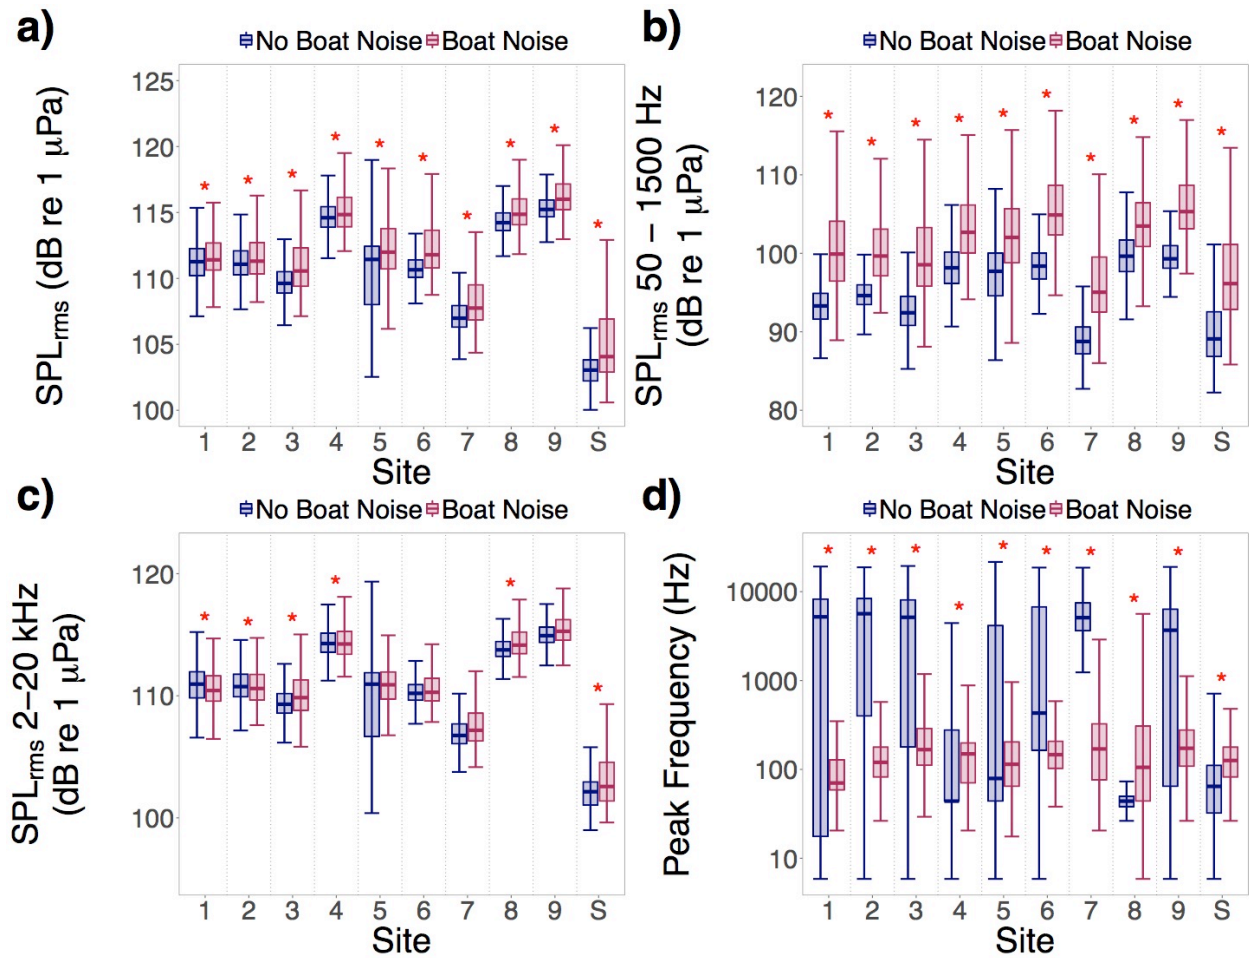 a)
No Boat Noise Boat Noise
SPLrms (dB re 1 μPa)
125
120
115
110
105
100
* * * * * * * * * *
1 2 3 4 5 6 7 8 9 S
Site
b)
No Boat Noise Boat Noise
SPLrms 50 – 1500 Hz
(dB re 1 μPa)
120
110
100
90
80
* * * * * * * * * *
1 2 3 4 5 6 7 8 9 S
Site
c)
No Boat Noise Boat Noise
SPLrms 2–20 kHz
(dB re 1 μPa)
120
110
100
* * * * * *
1 2 3 4 5 6 7 8 9 S
Site
d)
No Boat Noise Boat Noise
Peak Frequency (Hz)
10000
1000
100
10
* * * * * * * * * *
1 2 3 4 5 6 7 8 9 S
Site